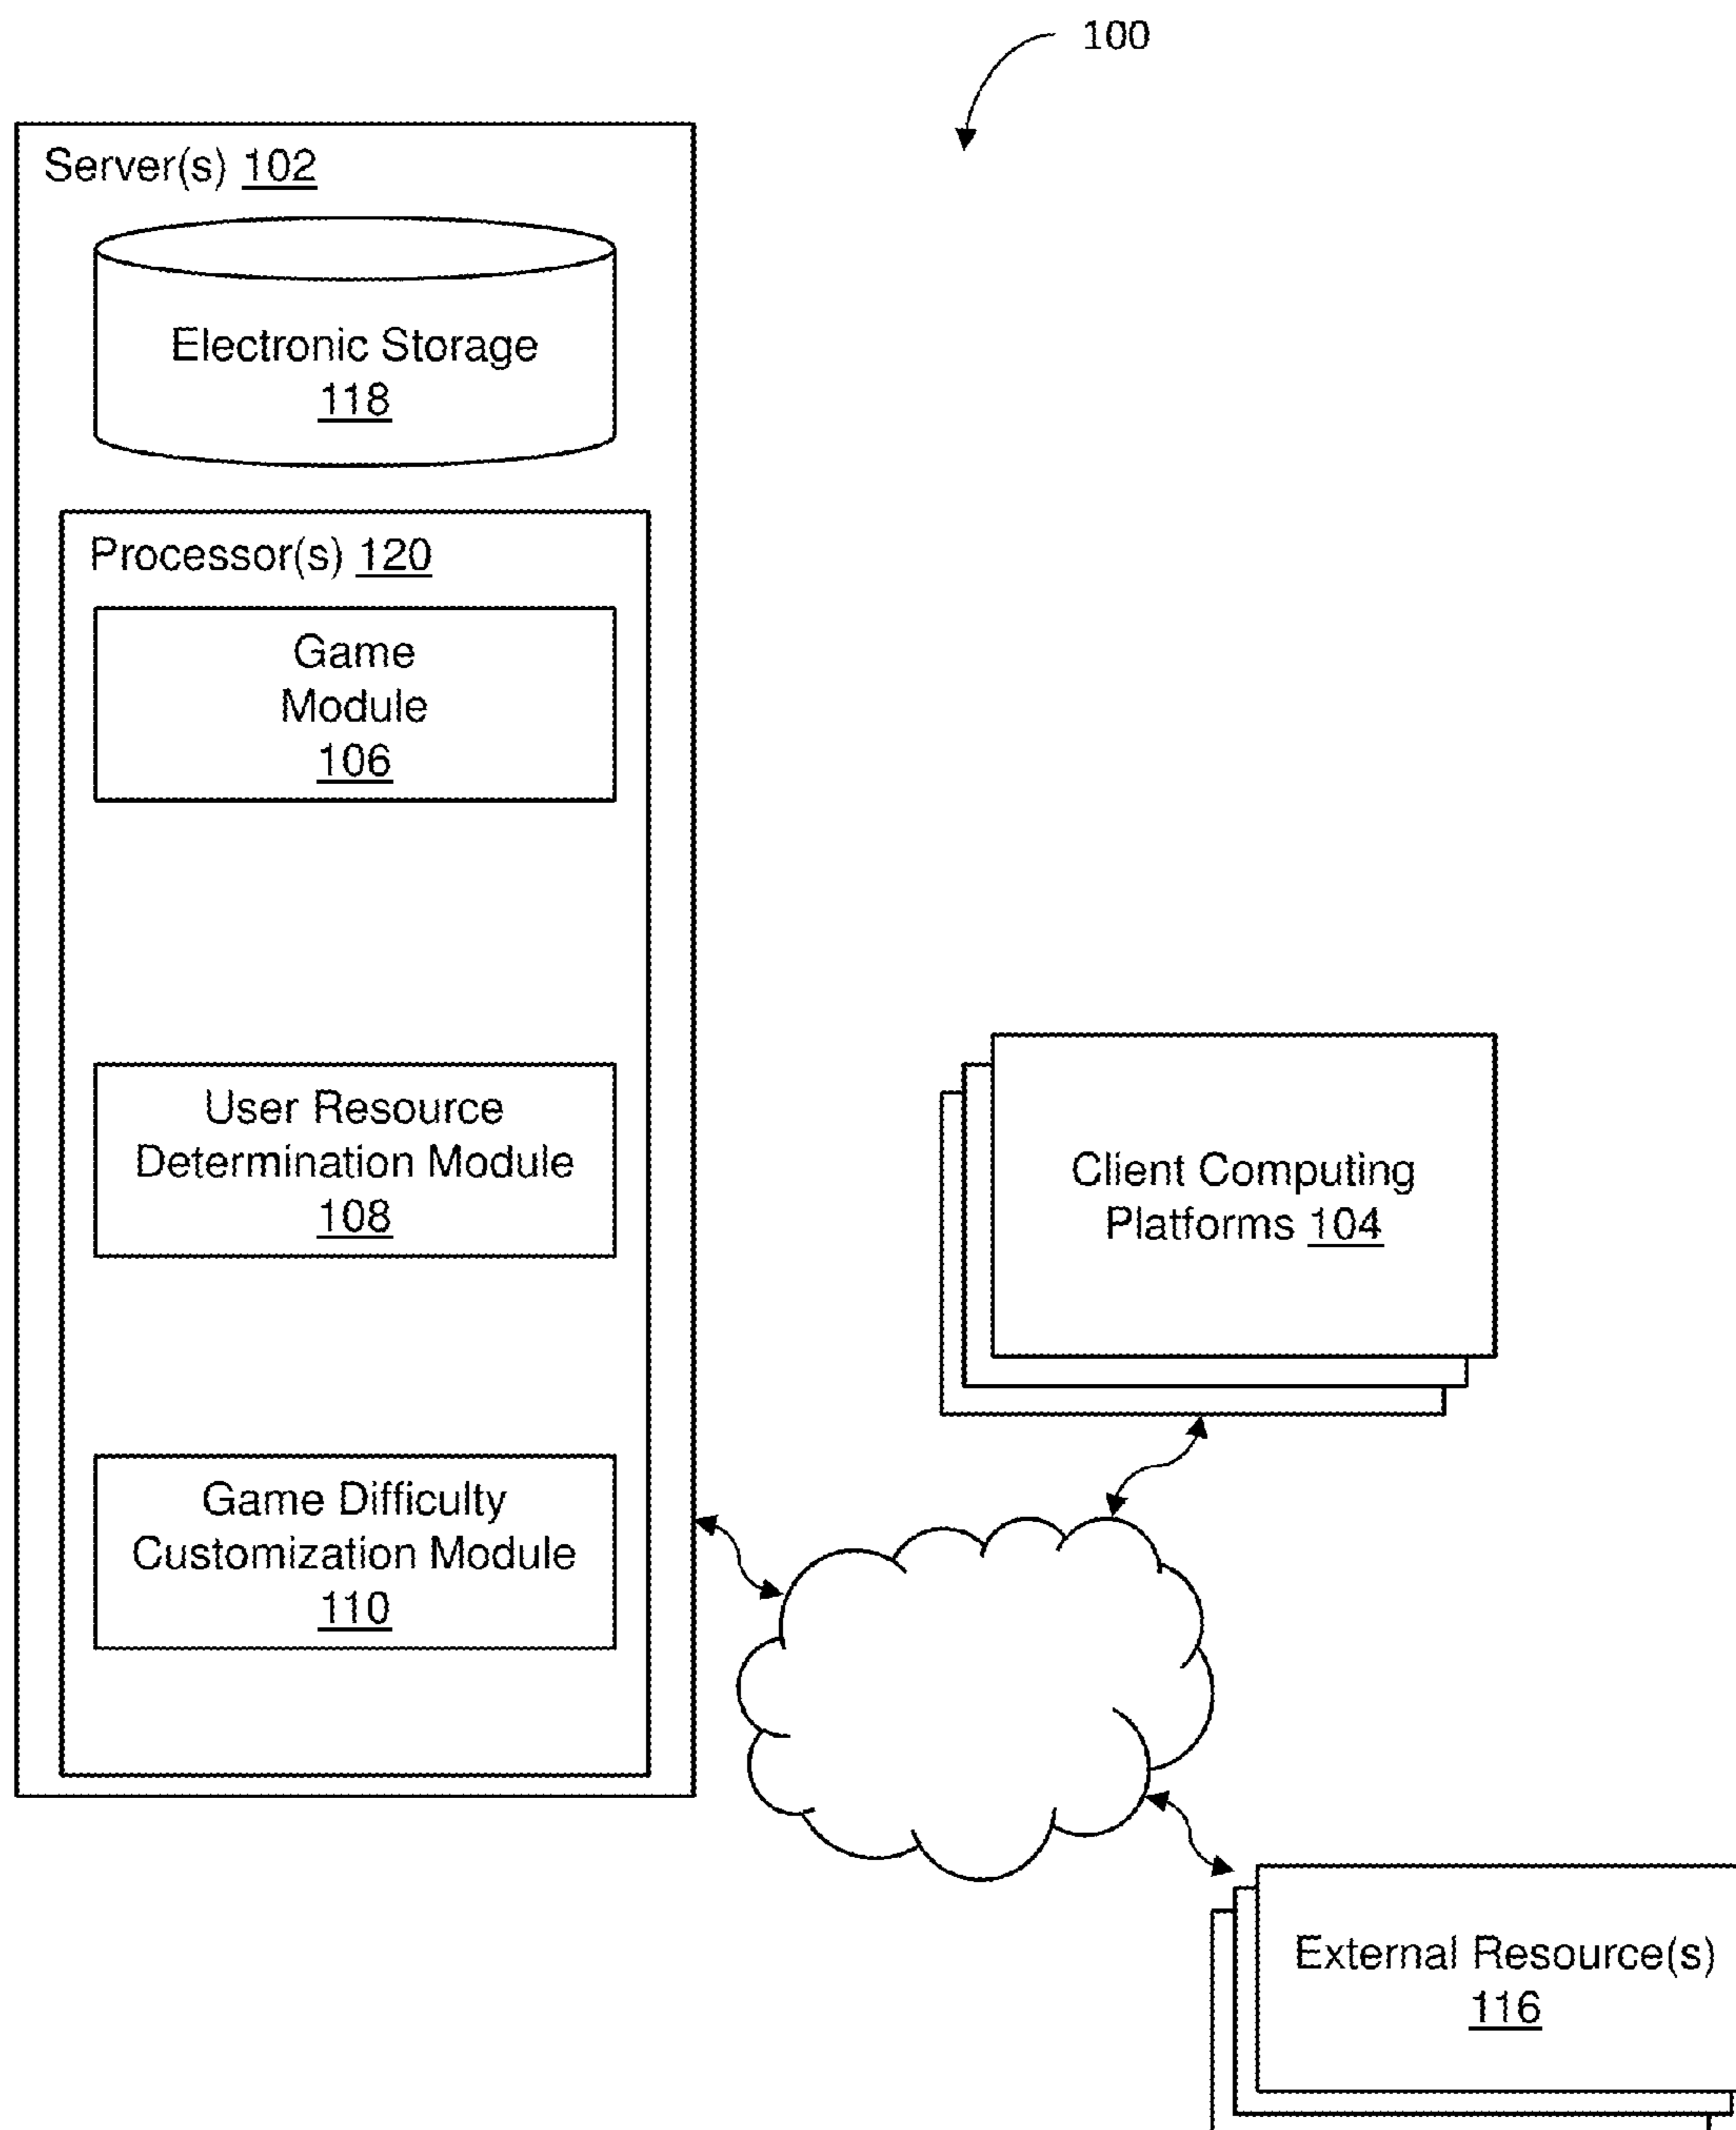 100
Server(s) 102
Electronic Storage
118
Processor(s) 120
Game
Module
106
User Resource
Determination Module
108
Client Computing
Platforms 104
Game Difficulty
Customization Module
110
External Resource(s)
116